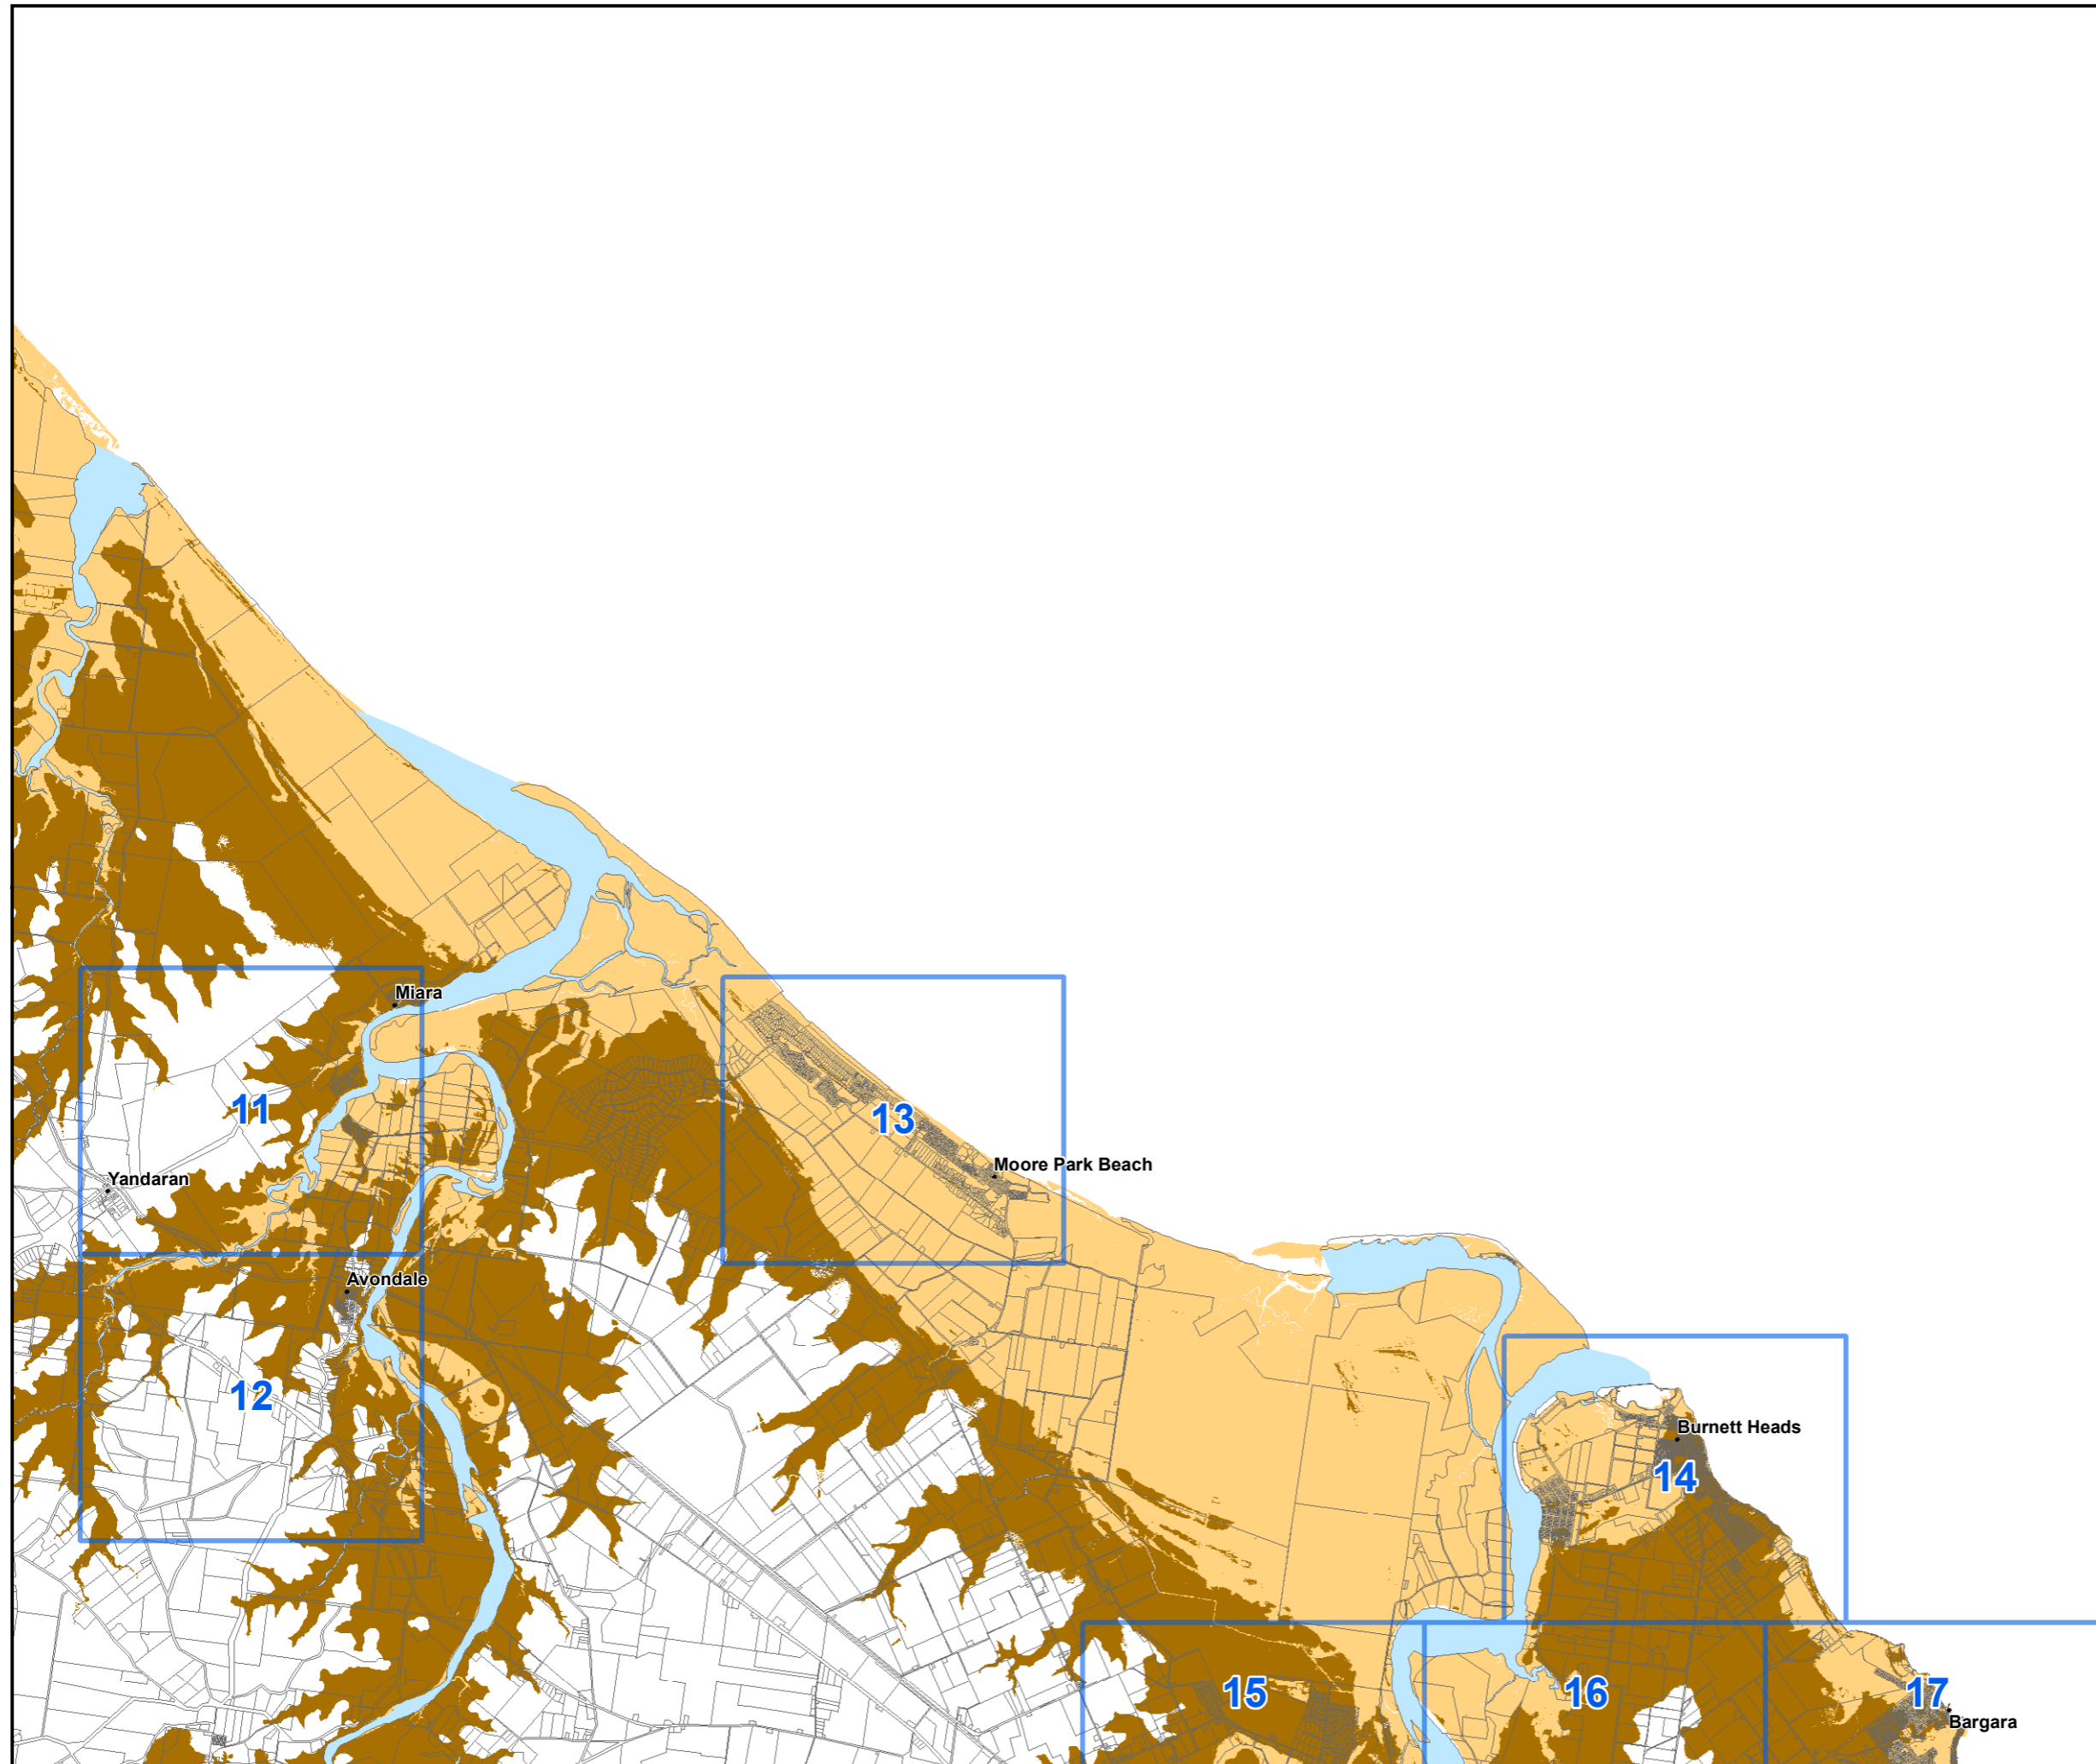 Miara
11
13
Moore Park Beach
Yandaran
Avondale
12
Burnett Heads
14
15
16
17
Bargara